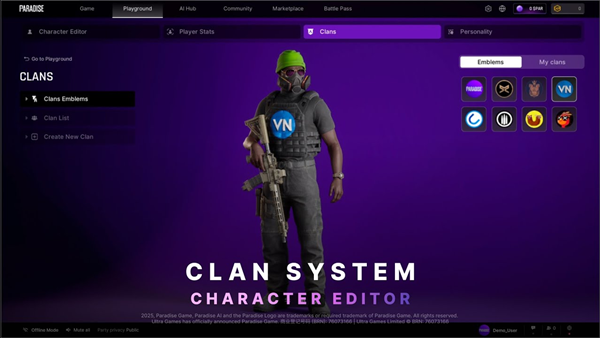 PARADISE
Game
Playground
AI Hub
Community
Marketplace
Battle Pass
0 $PAR
0
Character Editor
Player Stats
Clans
Personality
Go to Playground
CLANS
Clans Emblems
Clan List
Create New Clan
Emblems
My clans
PARADISE
VN
VN
CLAN SYSTEM
CHARACTER EDITOR
2025, Paradise Game, Paradise AI and the Paradise Logo are trademarks or required trademark of Paradise Game. All rights reserved.
Ultra Games has officially announced Paradise Game.
(BRN: 76073166 | Ultra Games Limited © BRN: 76073166
Offline Mode
Mute all
Party privacy Public
Demo_User